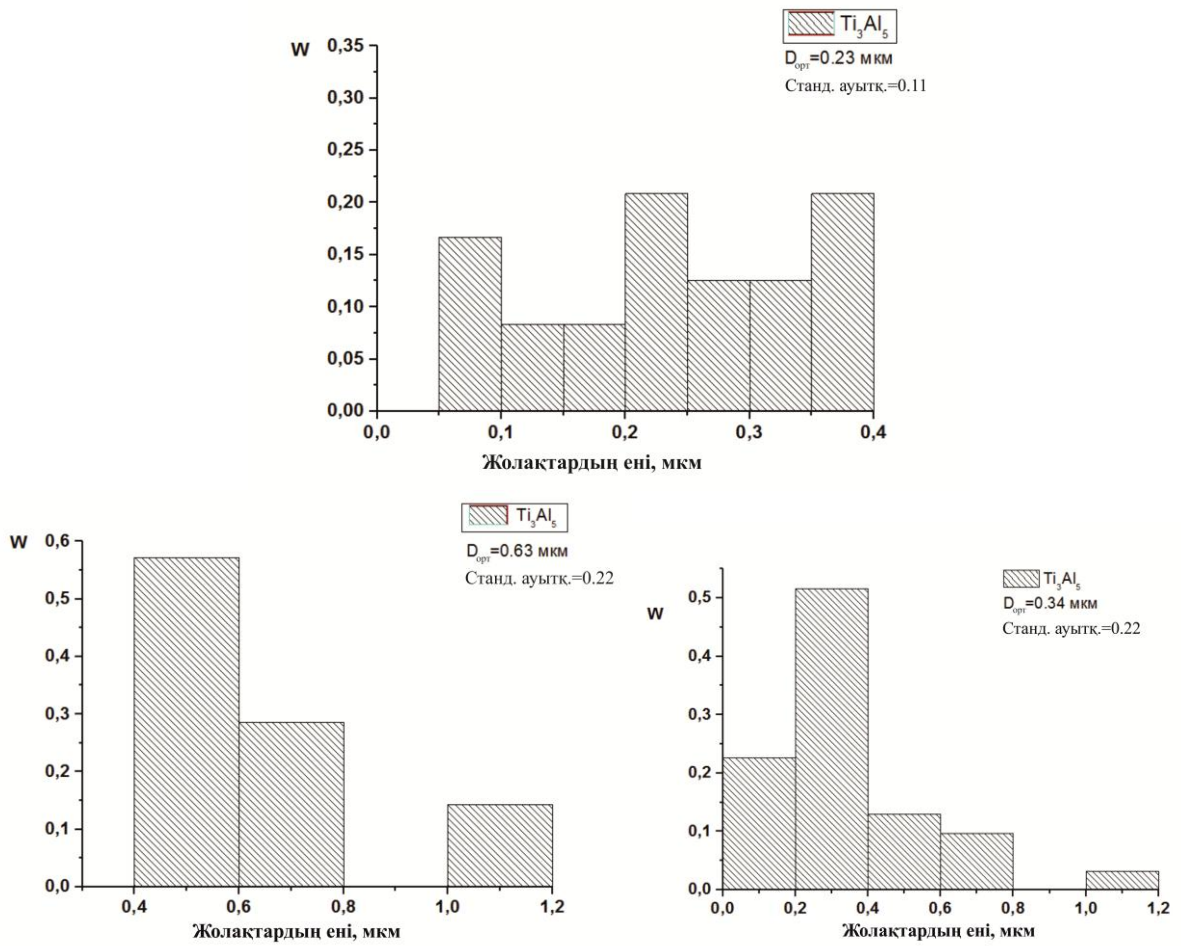 Ti₃Al₅
Dорт=0.23 мкм
Станд. ауытқ.=0.11
W
0,35
0,30
0,25
0,20
0,15
0,10
0,05
0,00
0,0 0,1 0,2 0,3 0,4
Жолақтардың ені, мкм
Ti₃Al₅
Dорт=0.63 мкм
Станд. ауытқ.=0.22
W
0,6
0,5
0,4
0,3
0,2
0,1
0,0
0,4 0,6 0,8 1,0 1,2
Жолақтардың ені, мкм
Ti₃Al₅
Dорт=0.34 мкм
Станд. ауытқ.=0.22
W
0,5
0,4
0,3
0,2
0,1
0,0
0,0 0,2 0,4 0,6 0,8 1,0 1,2
Жолақтардың ені, мкм